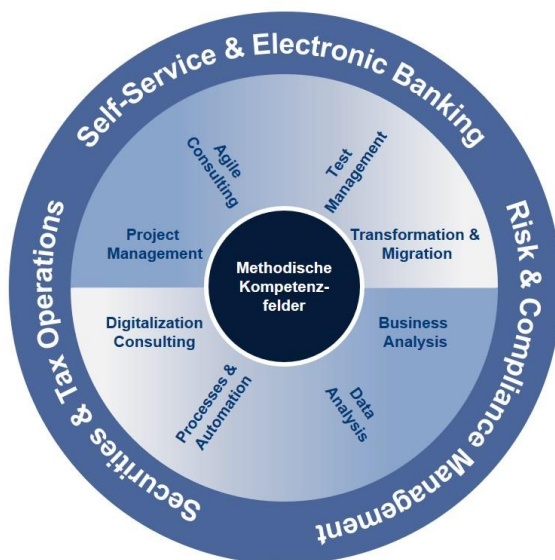 Self-Service & Electronic Banking
Risk & Compliance Management
Securities & Tax Operations
Agile
Consulting
Test
Management
Project
Management
Transformation &
Migration
Methodische
Kompetenz-
felder
Digitalization
Consulting
Business
Analysis
Processes &
Automation
Data
Analysis